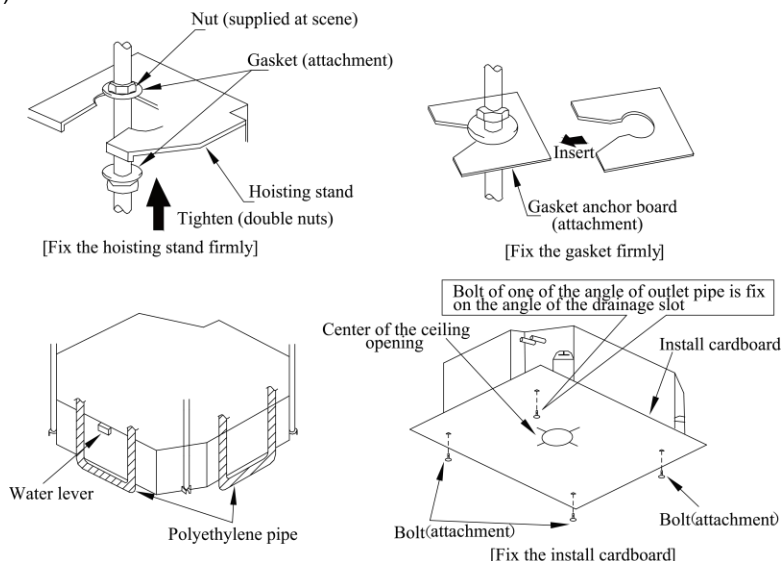 Nut (supplied at scene)
Gasket (attachment)
Hoisting stand
Tighten (double nuts)
[Fix the hoisting stand firmly]
Insert
Gasket anchor board
(attachment)
[Fix the gasket firmly]
Water lever
Polyethylene pipe
Bolt of one of the angle of outlet pipe is fix
on the angle of the drainage slot
Center of the ceiling
opening
Install cardboard
Bolt(attachment)
Bolt(attachment)
[Fix the install cardboard]